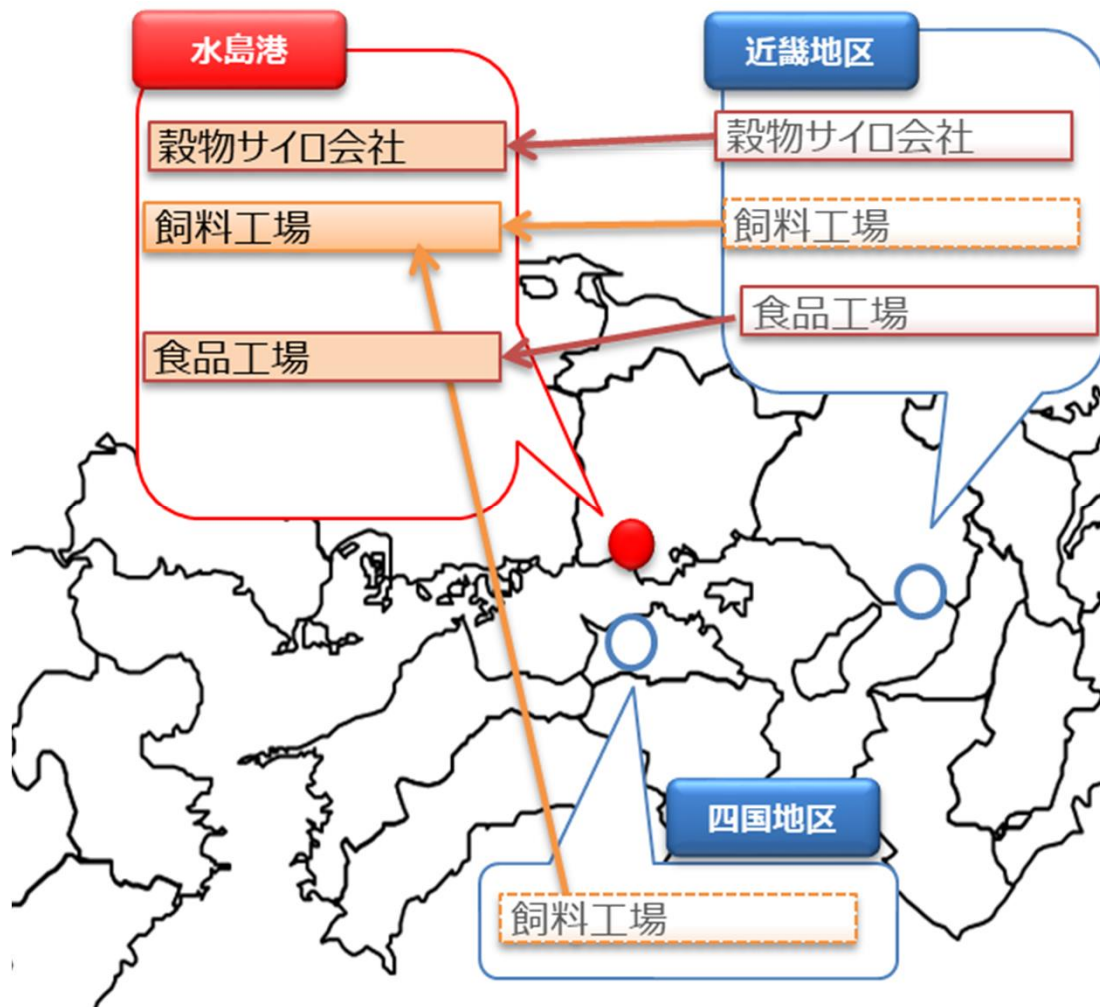 水島港
穀物サイロ会社
飼料工場
食品工場
近畿地区
穀物サイロ会社
飼料工場
食品工場
四国地区
飼料工場